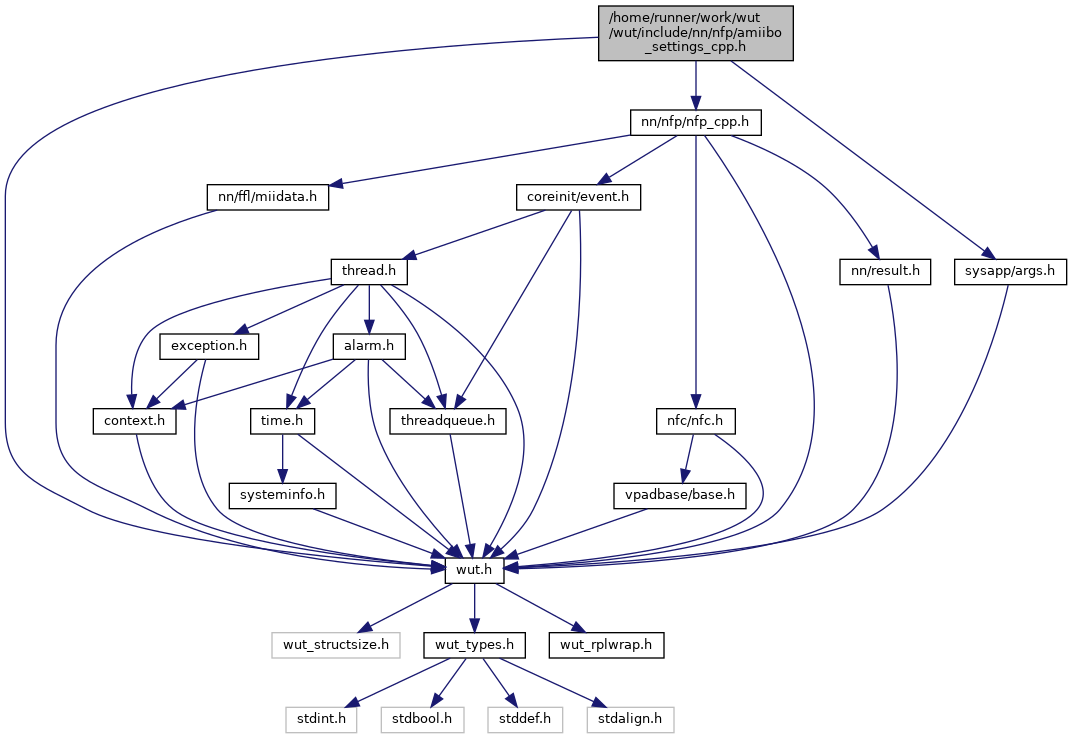 /home/runner/work/wut
/wut/include/nn/nfp/amiibo
_settings_cpp.h
nn/nfp/nfp_cpp.h
nn/ffl/miidata.h
coreinit/event.h
thread.h
nn/result.h
sysapp/args.h
exception.h
alarm.h
context.h
time.h
threadqueue.h
nfc/nfc.h
systeminfo.h
vpadbase/base.h
wut.h
wut_structsize.h
wut_types.h
wut_rplwrap.h
stdint.h
stdbool.h
stddef.h
stdalign.h